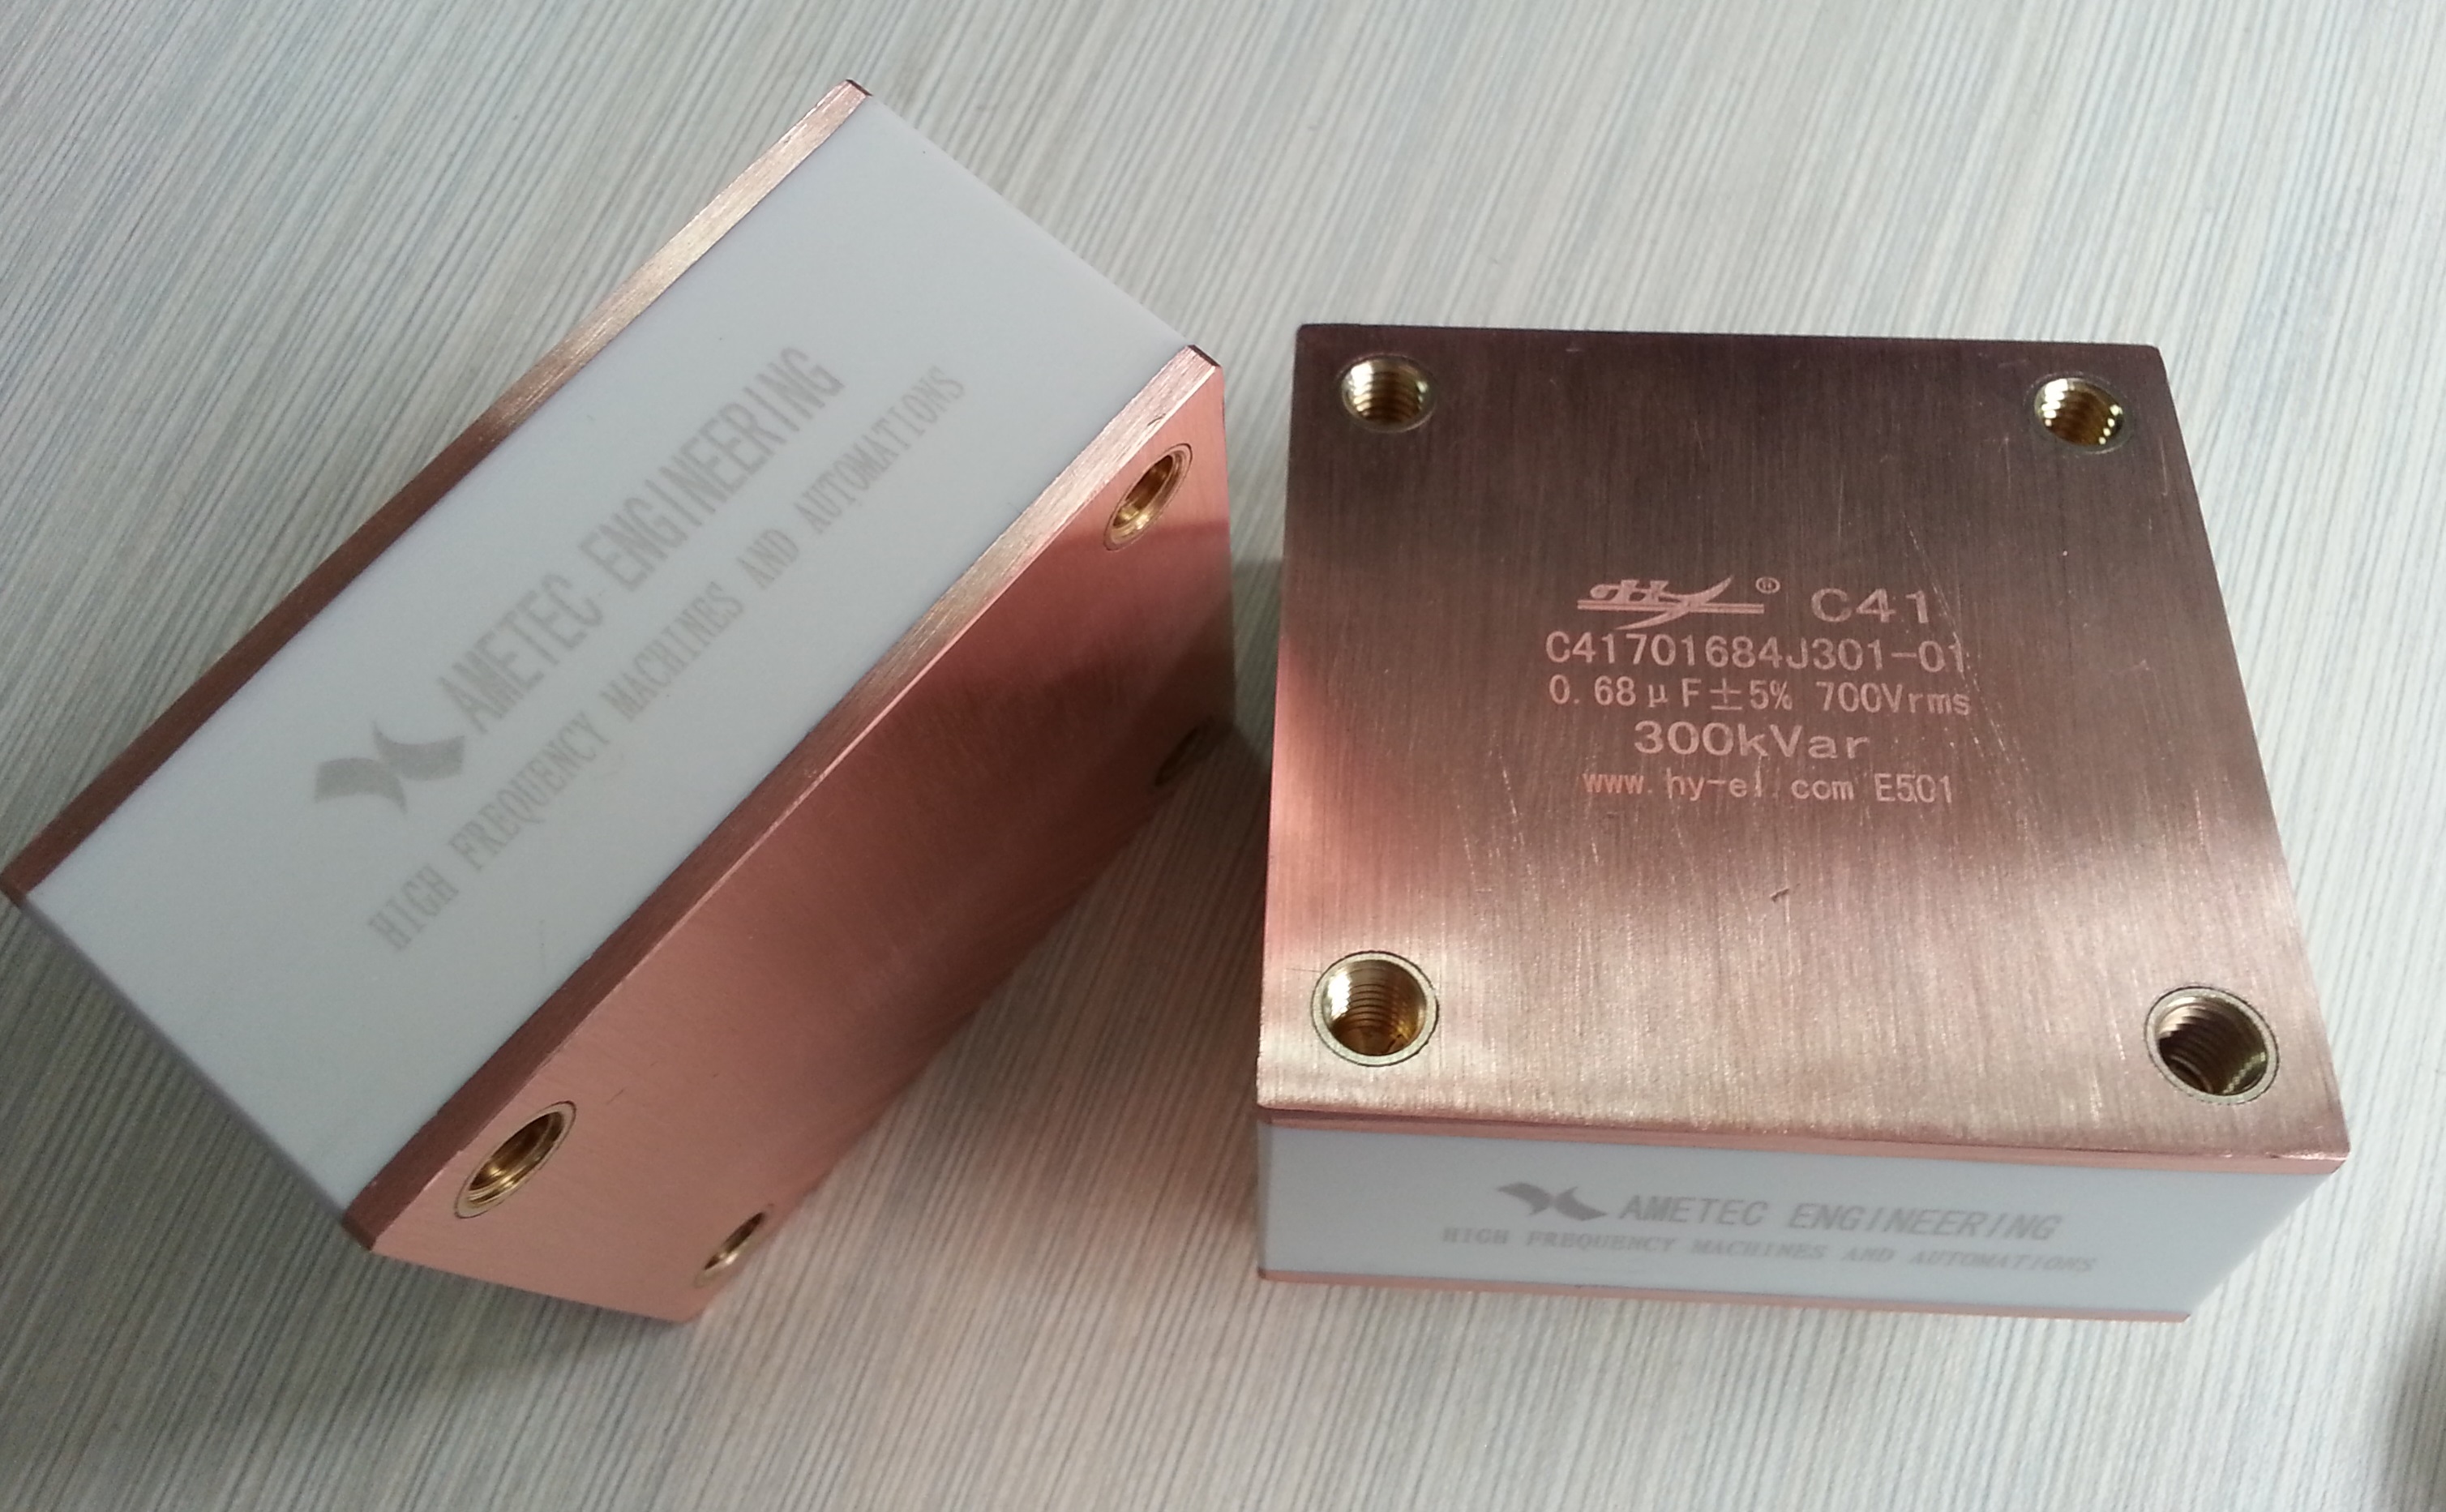 AMETEC ENGINEERING
HIGH FREQUENCY MACHINES AND AUTOMATIONS
HY® C41
C41701684J301-01
0.68μF±5% 700Vrms
300kVar
www.hy-el.com E501
AMETEC ENGINEERING
HIGH FREQUENCY MACHINES AND AUTOMATIONS